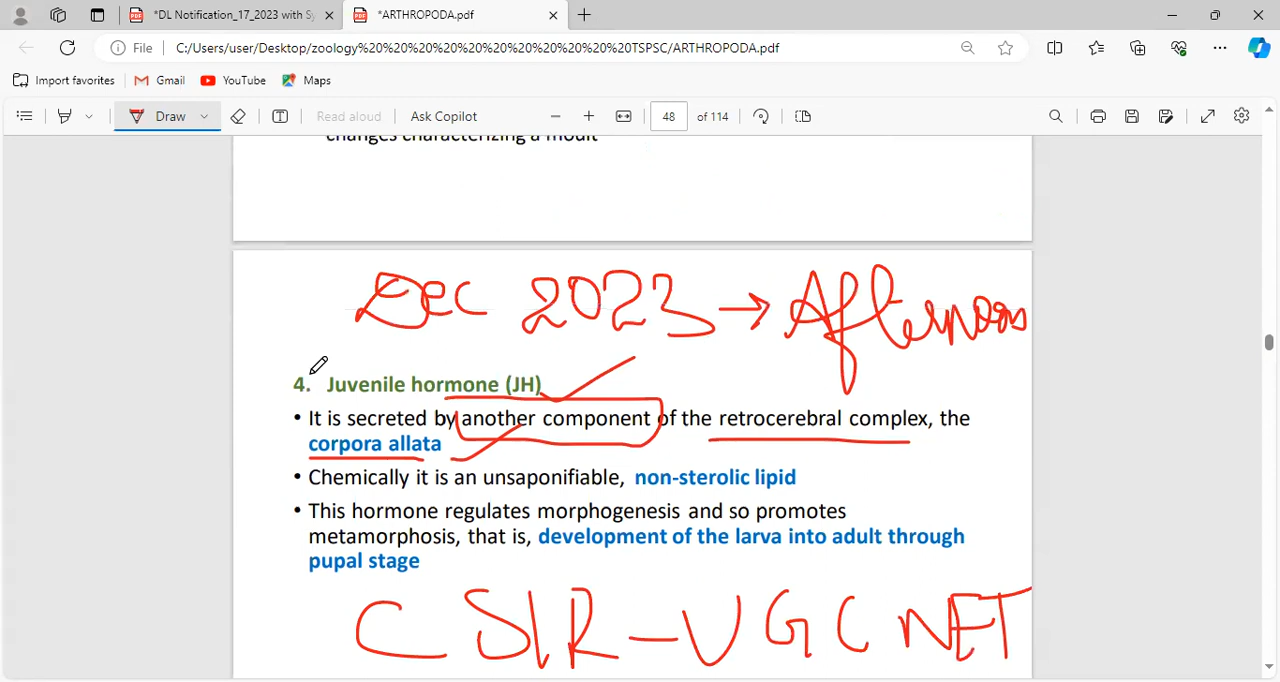 *DL Notification_17_2023 with Sy
*ARTHROPODA.pdf
File
C:/Users/user/Desktop/zoology%20%20%20%20%20%20%20%20%20TSPSC/ARTHROPODA.pdf
Import favorites
Gmail
YouTube
Maps
Draw
Read aloud
Ask Copilot
48 of 114
changes characterizing a moult
Dec 2023 → Afternoon
4. Juvenile hormone (JH)
• It is secreted by another component of the retrocerebral complex, the
corpora allata
• Chemically it is an unsaponifiable, non-sterolic lipid
• This hormone regulates morphogenesis and so promotes
metamorphosis, that is, development of the larva into adult through
pupal stage
CSIR-UGC NET